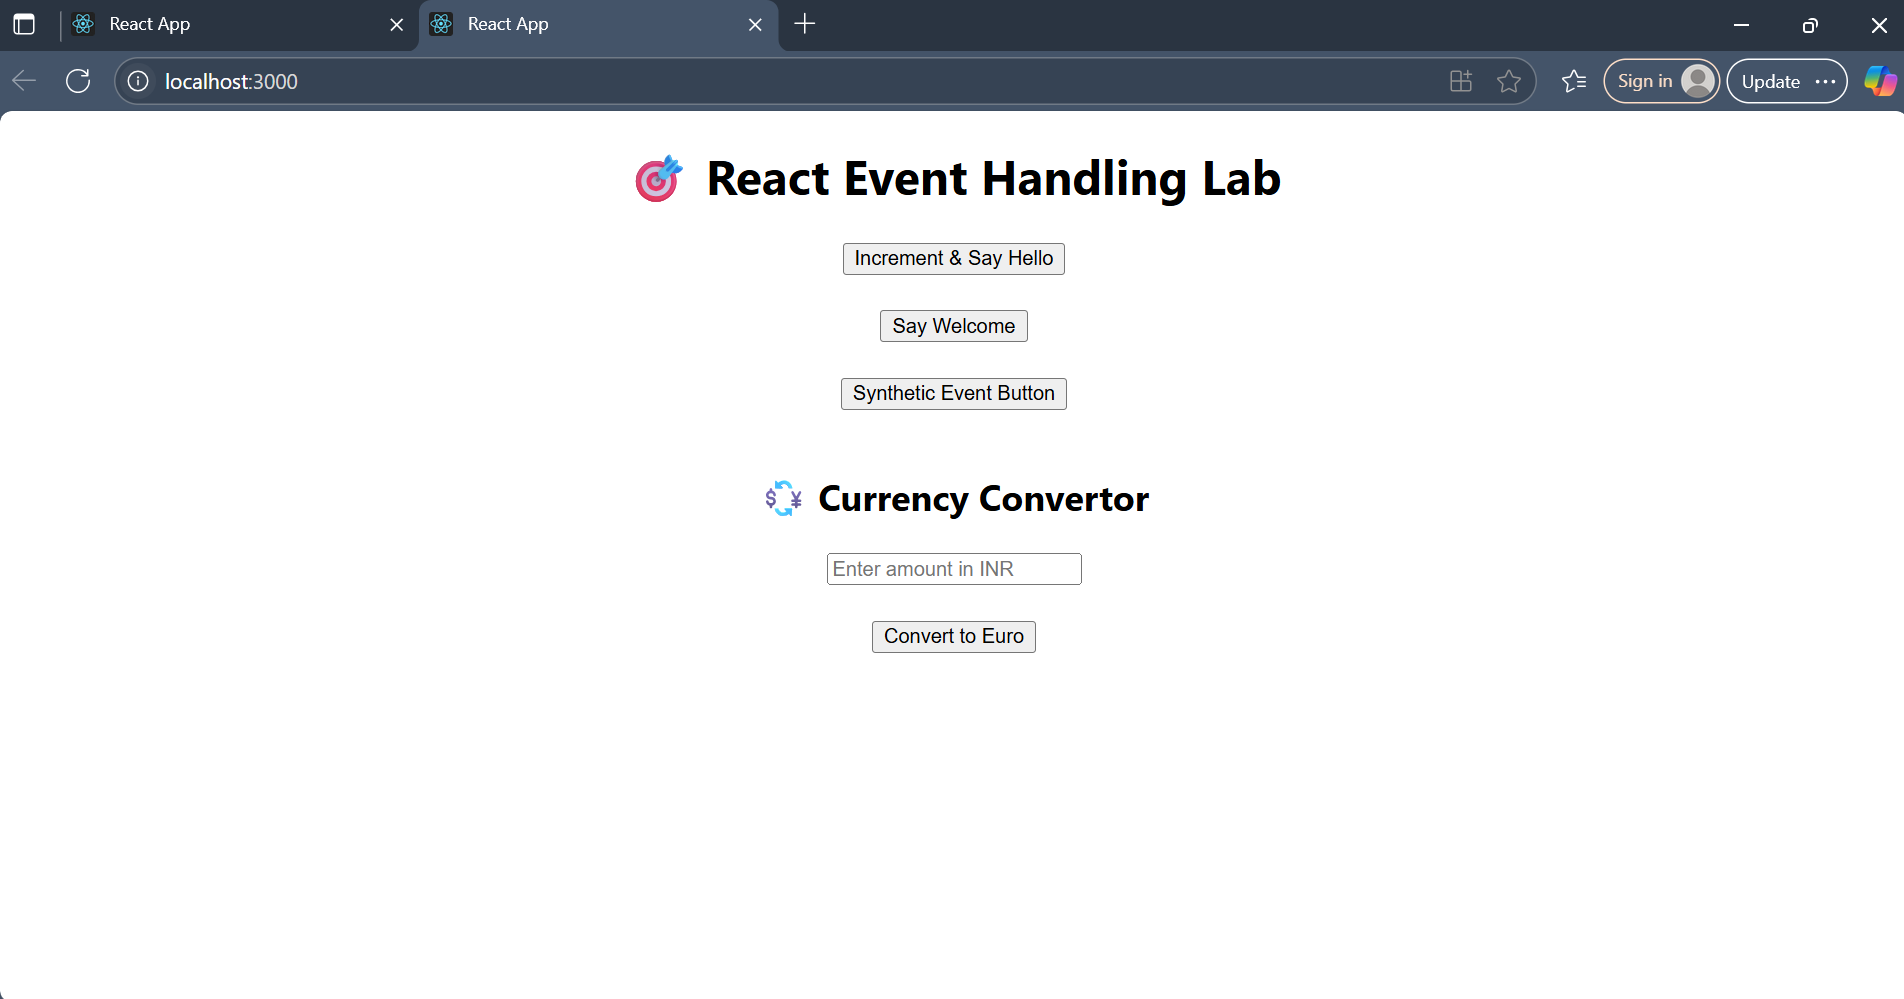 React App
React App
localhost:3000
Sign in
Update
React Event Handling Lab
Increment & Say Hello
Say Welcome
Synthetic Event Button
Currency Convertor
Enter amount in INR
Convert to Euro